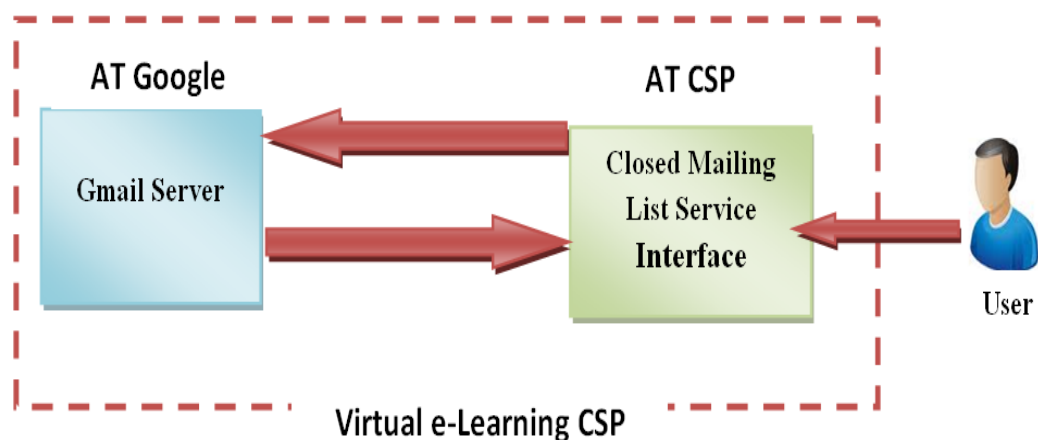 AT Google
AT CSP
Gmail Server
Closed Mailing
List Service
Interface
User
Virtual e-Learning CSP